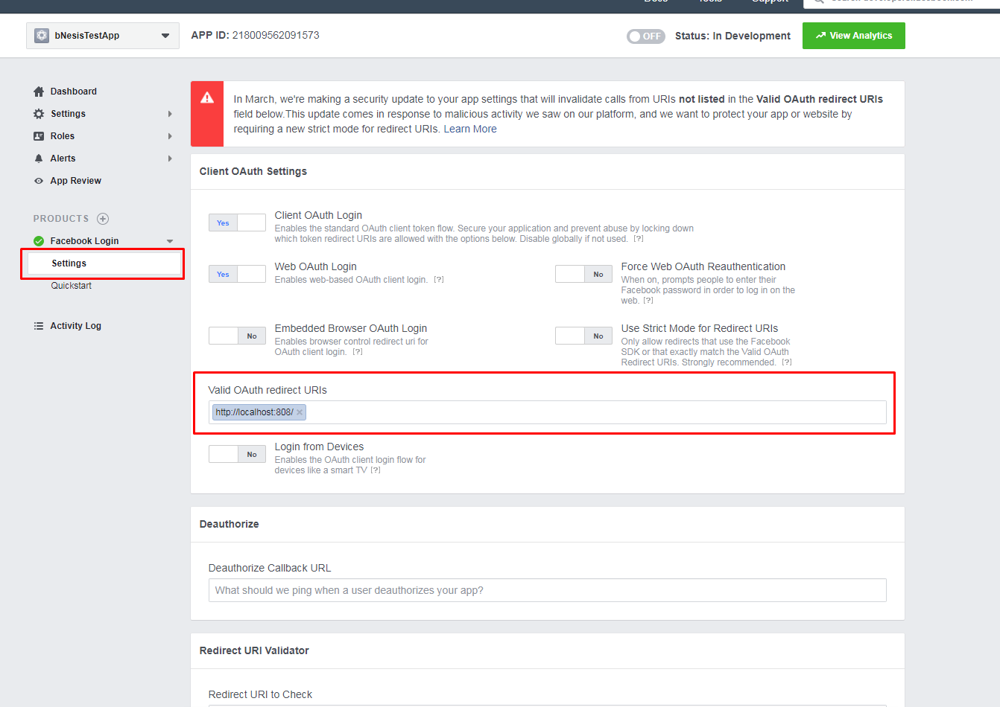 Docs Tools Support
bNesisTestApp
APP ID: 218009562091573
OFF
Status: In Development
View Analytics
Dashboard
Settings
Roles
Alerts
App Review
PRODUCTS
Facebook Login
Settings
Quickstart
Activity Log
In March, we're making a security update to your app settings that will invalidate calls from URIs not listed in the Valid OAuth redirect URIs
field below.This update comes in response to malicious activity we saw on our platform, and we want to protect your app or website by
requiring a new strict mode for redirect URIs. Learn More
Client OAuth Settings
Yes
Client OAuth Login
Enables the standard OAuth client token flow. Secure your application and prevent abuse by locking down
which token redirect URIs are allowed with the options below. Disable globally if not used. [?]
Yes
Web OAuth Login
Enables web-based OAuth client login. [?]
No
Force Web OAuth Reauthentication
When on, prompts people to enter their
Facebook password in order to log in on the
web. [?]
No
Embedded Browser OAuth Login
Enables browser control redirect uri for
OAuth client login. [?]
No
Use Strict Mode for Redirect URIs
Only allow redirects that use the Facebook
SDK or that exactly match the Valid OAuth
Redirect URIs. Strongly recommended. [?]
Valid OAuth redirect URIs
http://localhost:808/ ×
No
Login from Devices
Enables the OAuth client login flow for
devices like a smart TV [?]
Deauthorize
Deauthorize Callback URL
What should we ping when a user deauthorizes your app?
Redirect URI Validator
Redirect URI to Check